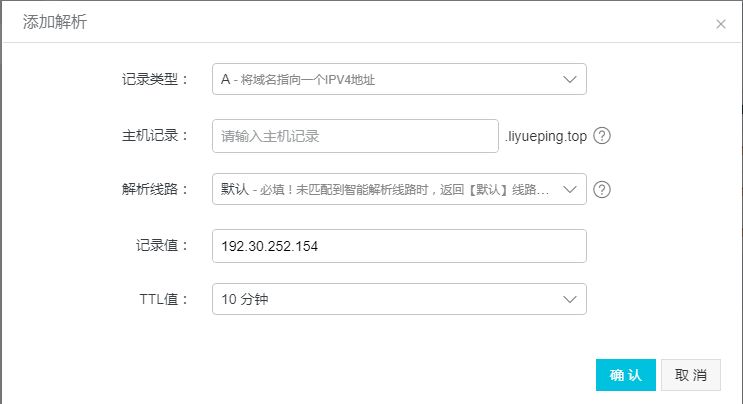 添加解析
记录类型： A - 将域名指向一个IPV4地址
主机记录： 请输入主机记录 .liyueping.top ?
解析线路： 默认 - 必填！未匹配到智能解析线路时，返回【默认】线路... ?
记录值： 192.30.252.154
TTL值： 10 分钟
确 认 取 消